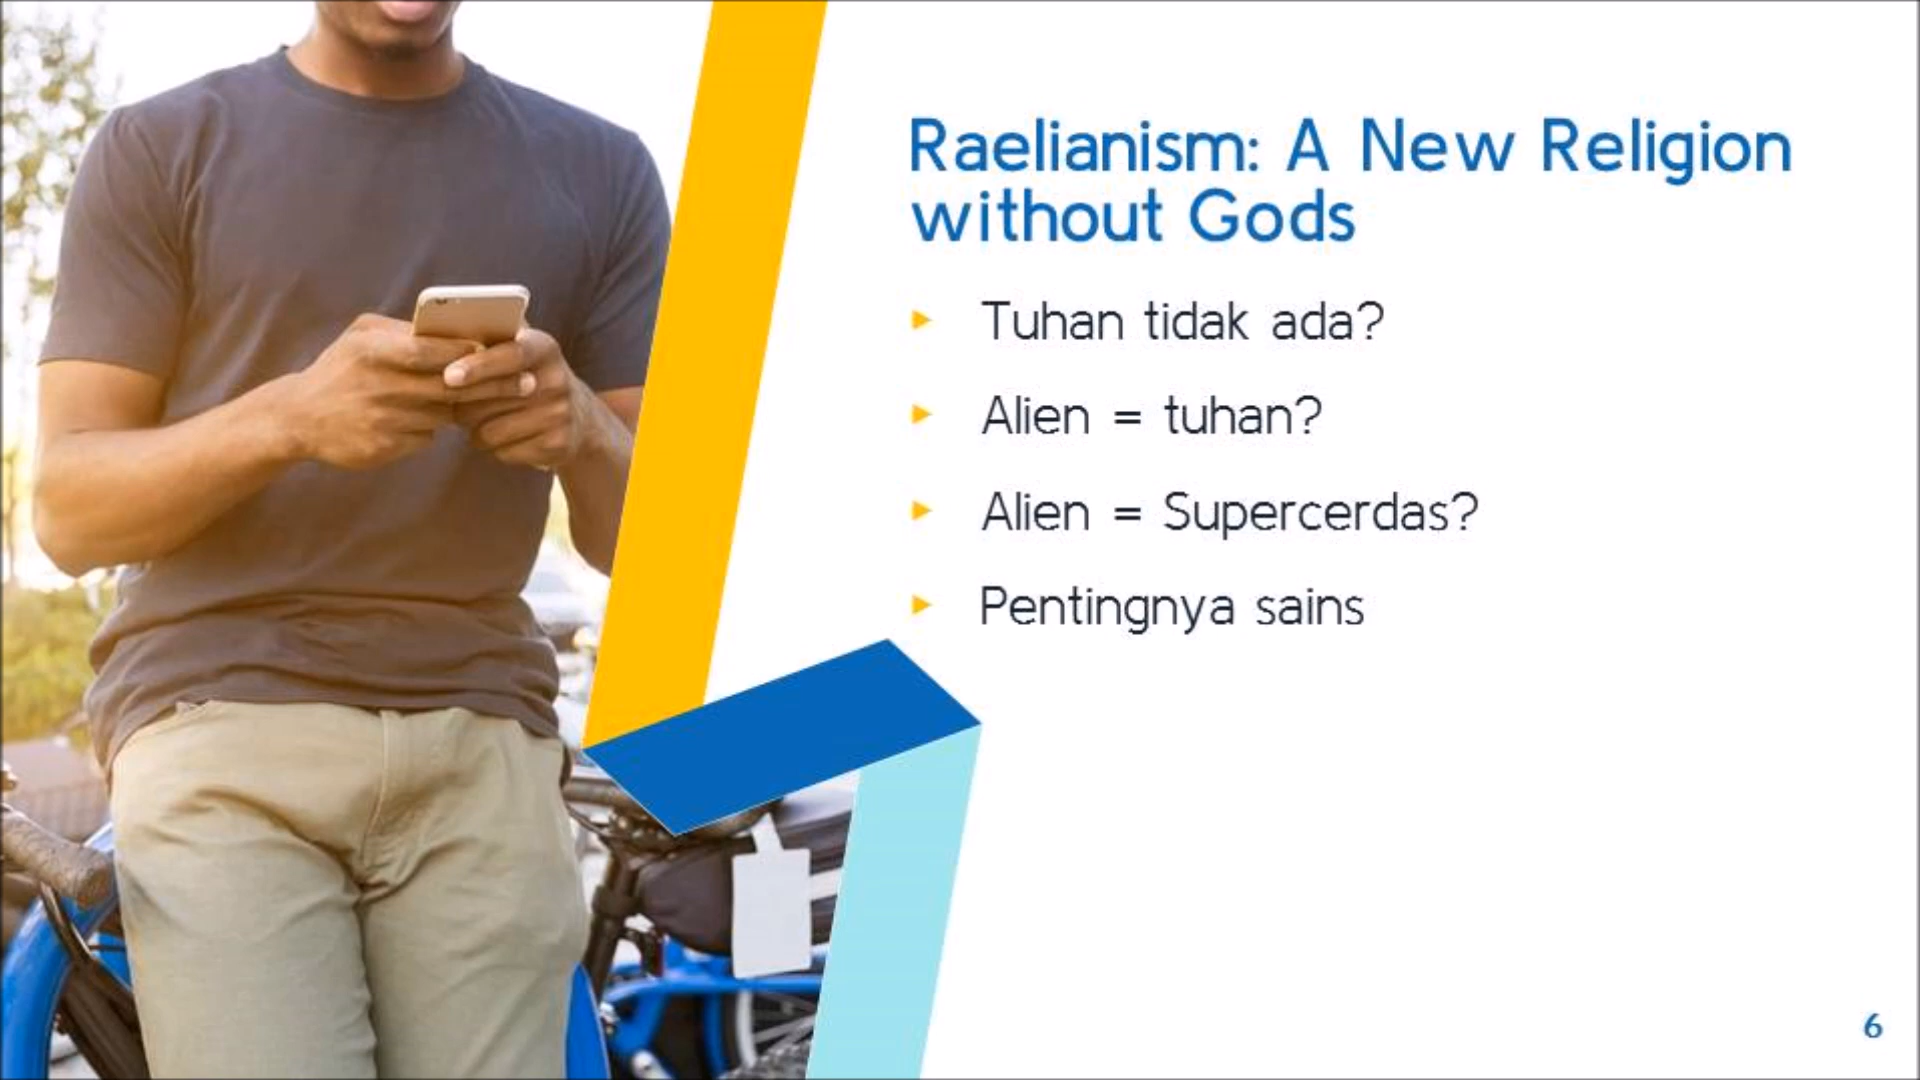 Raelianism: A New Religion
without Gods
Tuhan tidak ada?
Alien = tuhan?
Alien = Supercerdas?
Pentingnya sains
6